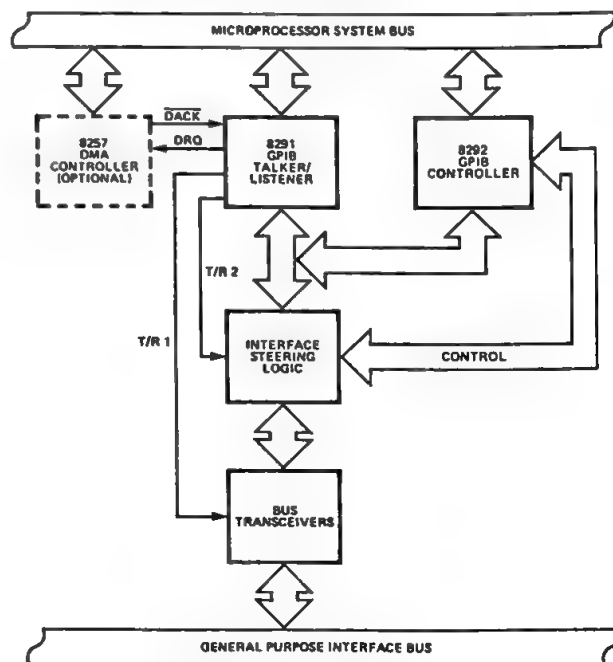 MICROPROCESSOR SYSTEM BUS
8257
DMA
CONTROLLER
(OPTIONAL)
DACK
DRQ
8291
GPIB
TALKER/
LISTENER
8292
GPIB
CONTROLLER
T/R 2
T/R 1
INTERFACE
STEERING
LOGIC
CONTROL
BUS
TRANSCEIVERS
GENERAL PURPOSE INTERFACE BUS